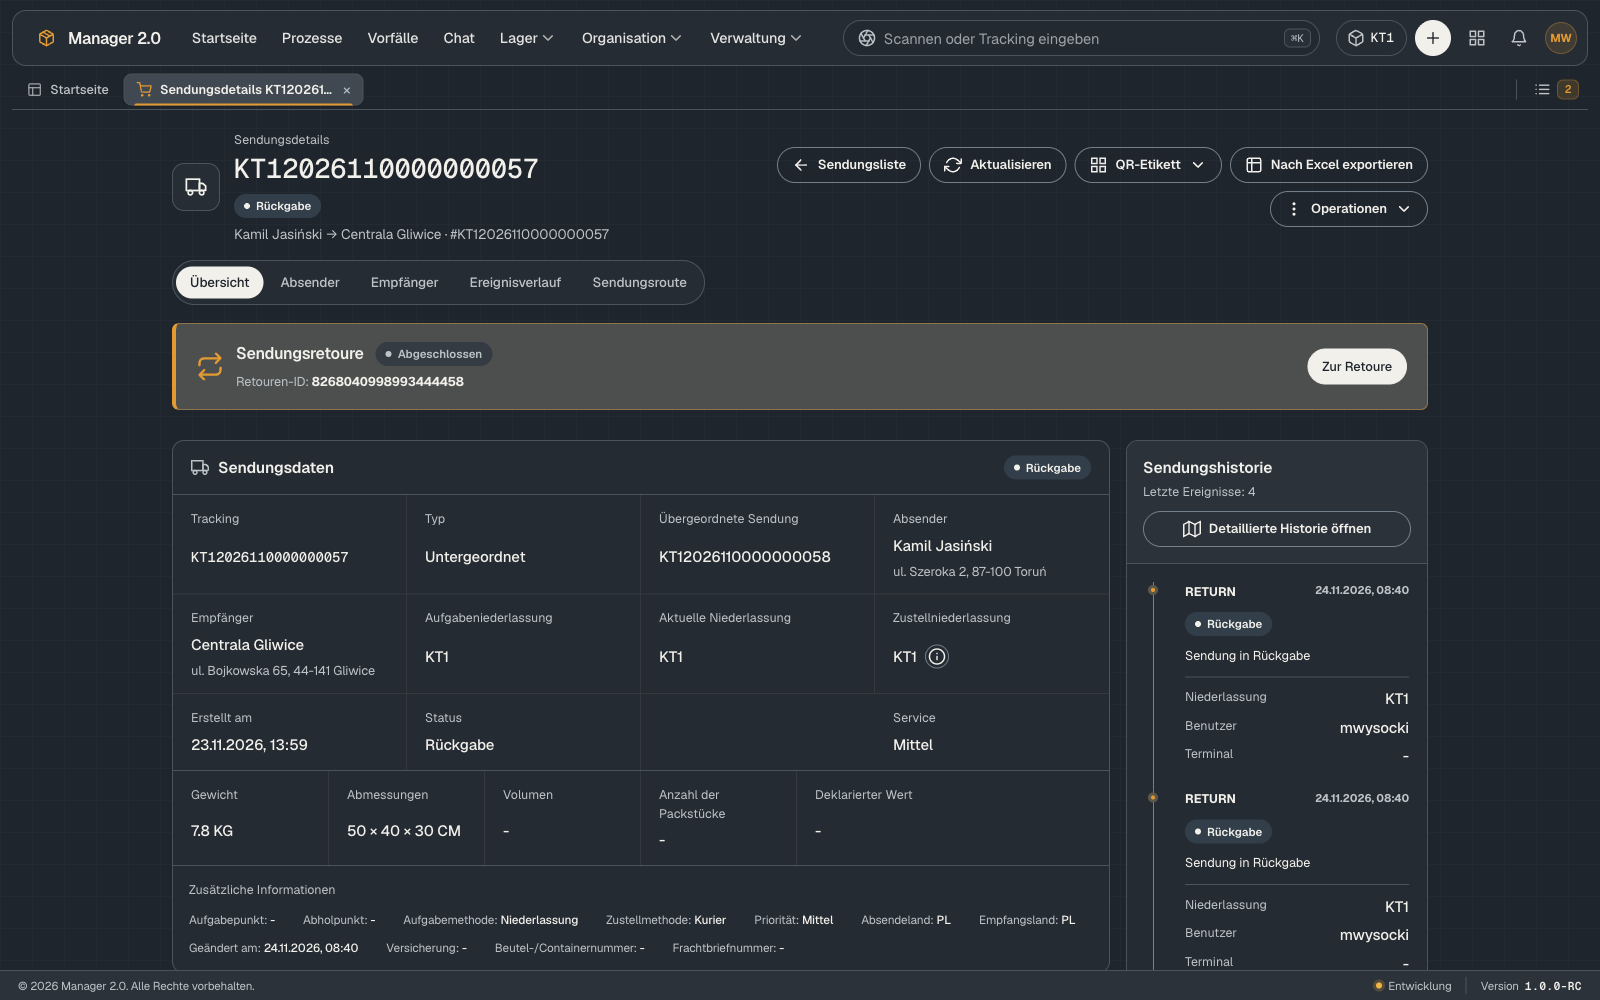 Manager 2.0
Startseite
Prozesse
Vorfälle
Chat
Lager
Organisation
Verwaltung
Scannen oder Tracking eingeben
⌘K
KT1
MW
Startseite
Sendungsdetails KT120261...
2
Sendungsdetails
KT12026110000000057
Rückgabe
Kamil Jasiński → Centrala Gliwice · #KT12026110000000057
Sendungsliste
Aktualisieren
QR-Etikett
Nach Excel exportieren
Operationen
Übersicht
Absender
Empfänger
Ereignisverlauf
Sendungsroute
Sendungsretoure
Abgeschlossen
Retouren-ID: 8268040998993444458
Zur Retoure
Sendungsdaten
Rückgabe
Tracking
KT12026110000000057
Typ
Untergeordnet
Übergeordnete Sendung
KT12026110000000058
Absender
Kamil Jasiński
ul. Szeroka 2, 87-100 Toruń
Empfänger
Centrala Gliwice
ul. Bojkowska 65, 44-141 Gliwice
Aufgabeniederlassung
KT1
Aktuelle Niederlassung
KT1
Zustellniederlassung
KT1
Erstellt am
23.11.2026, 13:59
Status
Rückgabe
Service
Mittel
Gewicht
7.8 KG
Abmessungen
50 × 40 × 30 CM
Volumen
-
Anzahl der
Packstücke
-
Deklarierter Wert
-
Zusätzliche Informationen
Aufgabepunkt: -
Abholpunkt: -
Aufgabemethode: Niederlassung
Zustellmethode: Kurier
Priorität: Mittel
Absendeland: PL
Empfangsland: PL
Geändert am: 24.11.2026, 08:40
Versicherung: -
Beutel-/Containernummer: -
Frachtbriefnummer: -
Sendungshistorie
Letzte Ereignisse: 4
Detaillierte Historie öffnen
RETURN
24.11.2026, 08:40
Rückgabe
Sendung in Rückgabe
Niederlassung
KT1
Benutzer
mwysocki
Terminal
-
RETURN
24.11.2026, 08:40
Rückgabe
Sendung in Rückgabe
Niederlassung
KT1
Benutzer
mwysocki
Terminal
-
© 2026 Manager 2.0. Alle Rechte vorbehalten.
Entwicklung
Version 1.0.0-RC